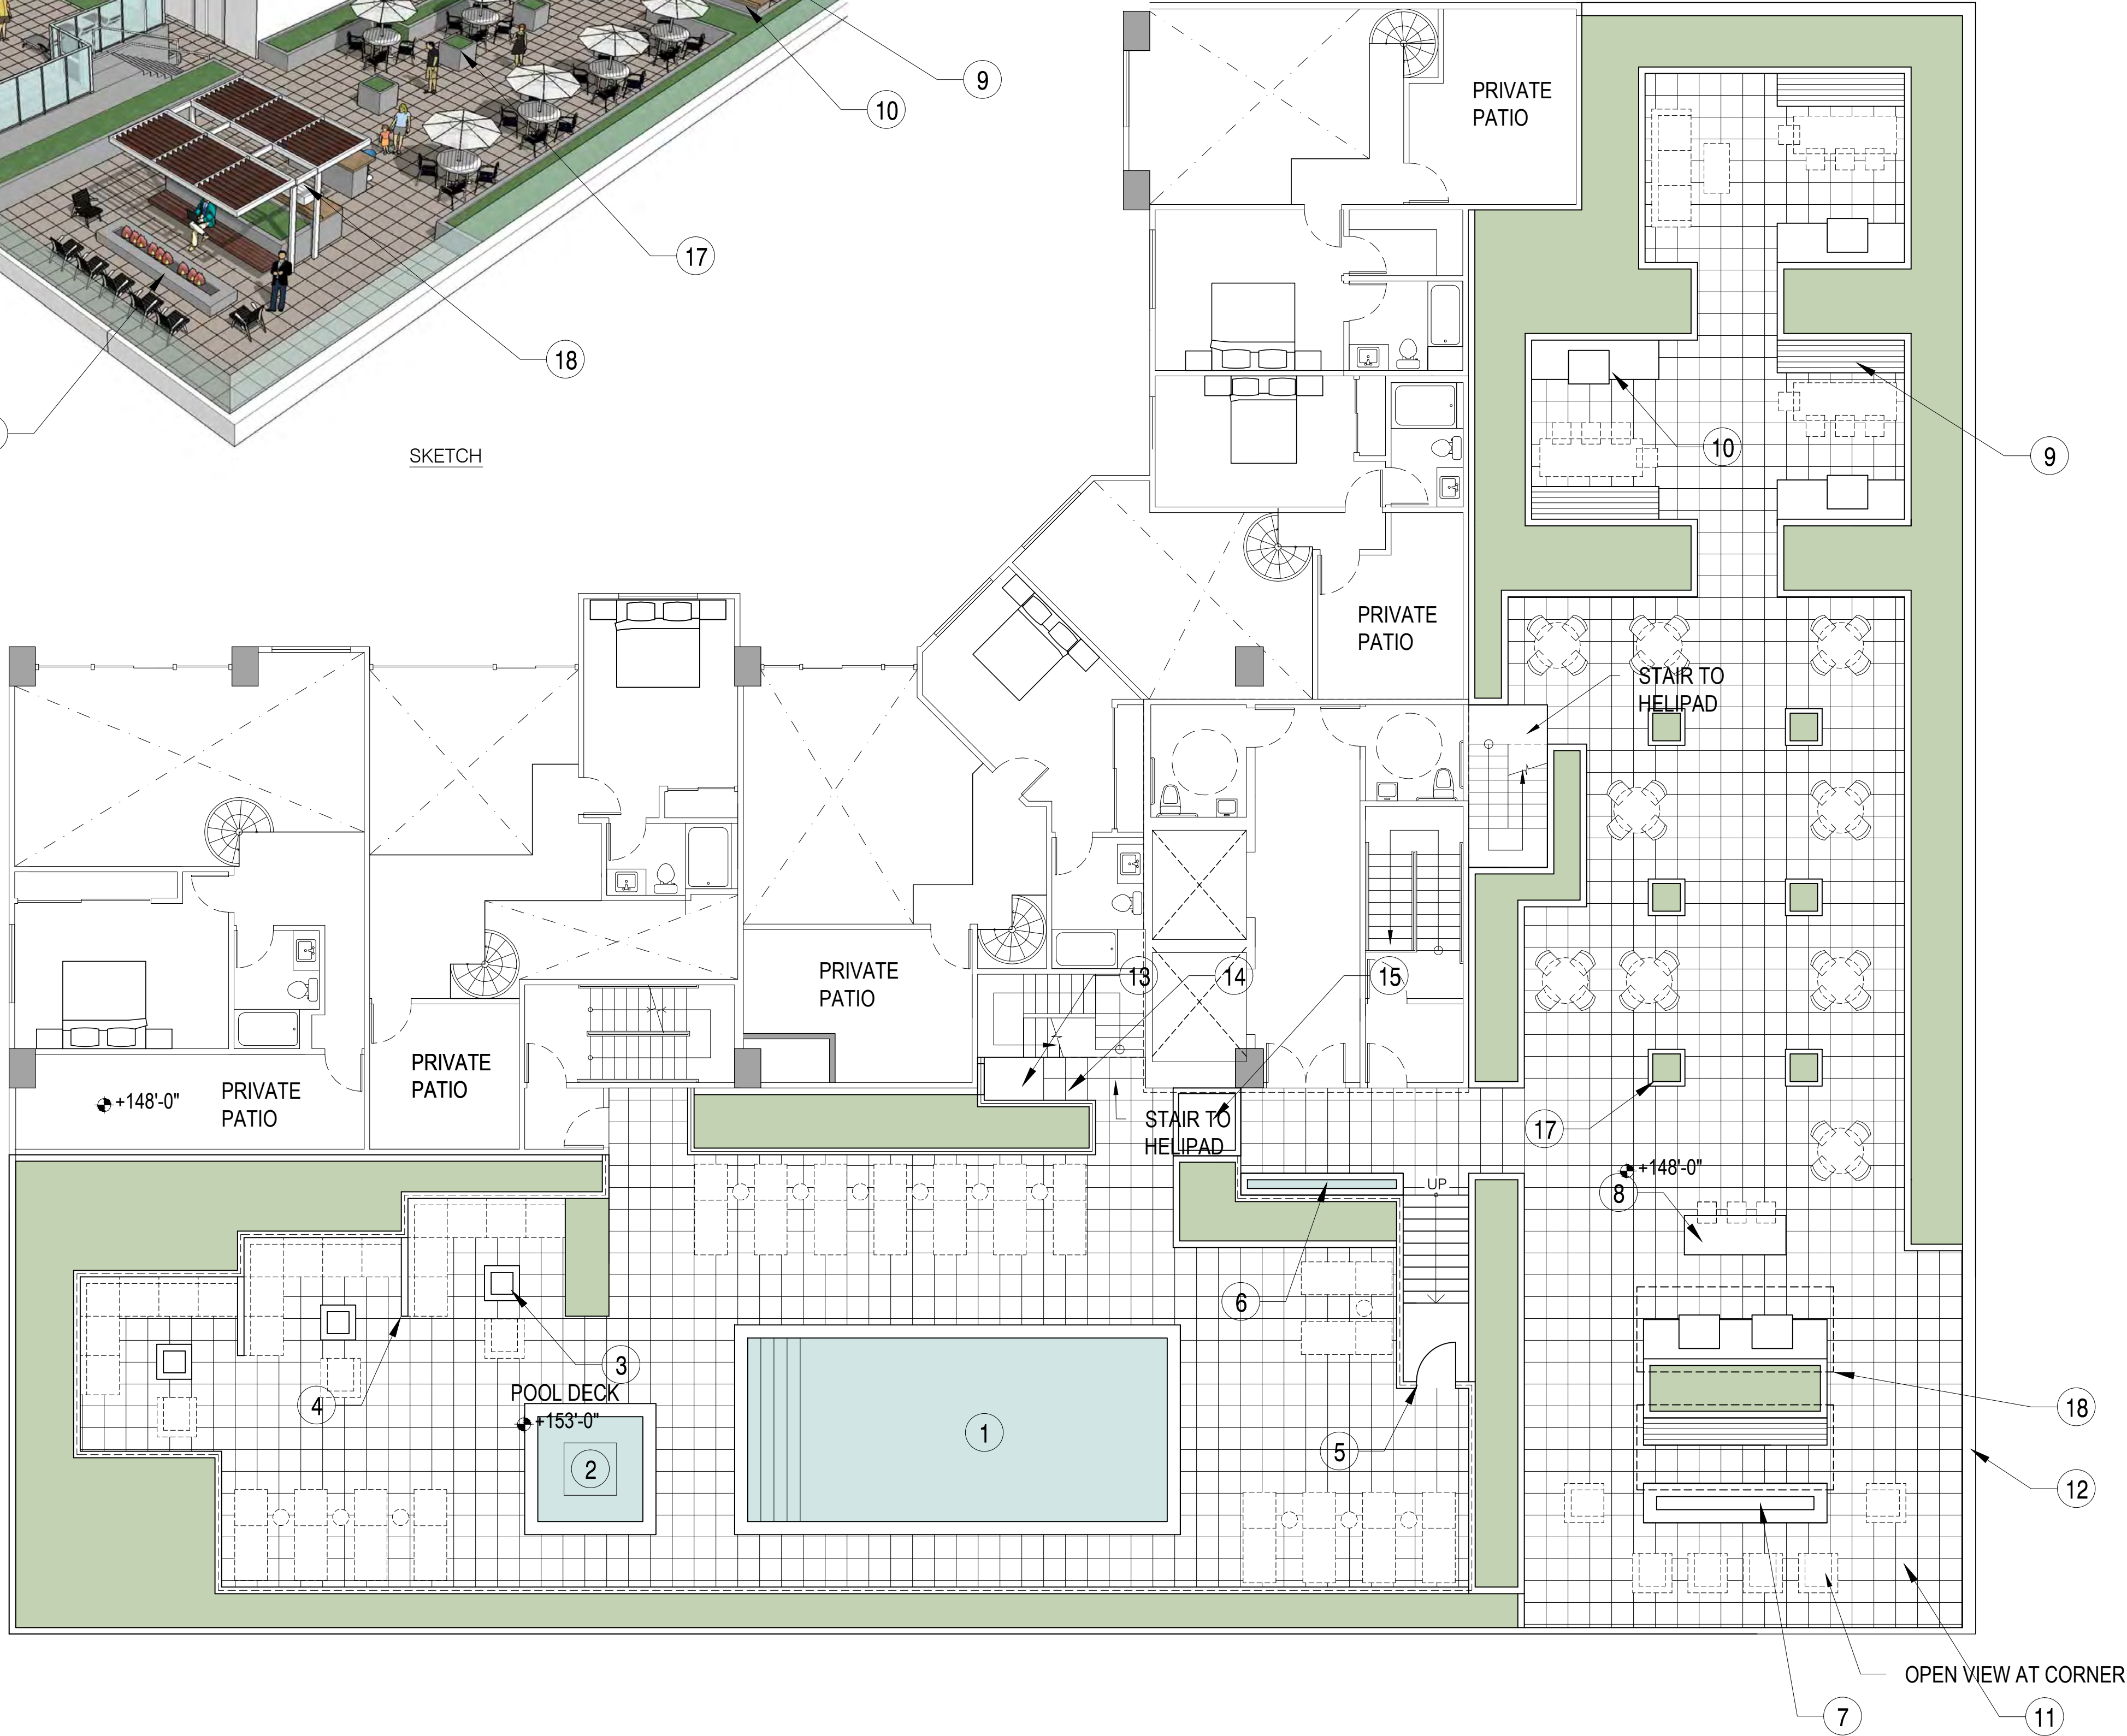 9
10
17
18
SKETCH
PRIVATE
PATIO
10
9
PRIVATE
PATIO
STAIR TO
HELIPAD
PRIVATE
PATIO
13
14
15
PRIVATE
PATIO
+148'-0"
PRIVATE
PATIO
STAIR TO
HELIPAD
17
+148'-0"
8
UP
6
3
4
POOL DECK
+153'-0"
1
2
5
18
12
OPEN VIEW AT CORNER
7
11